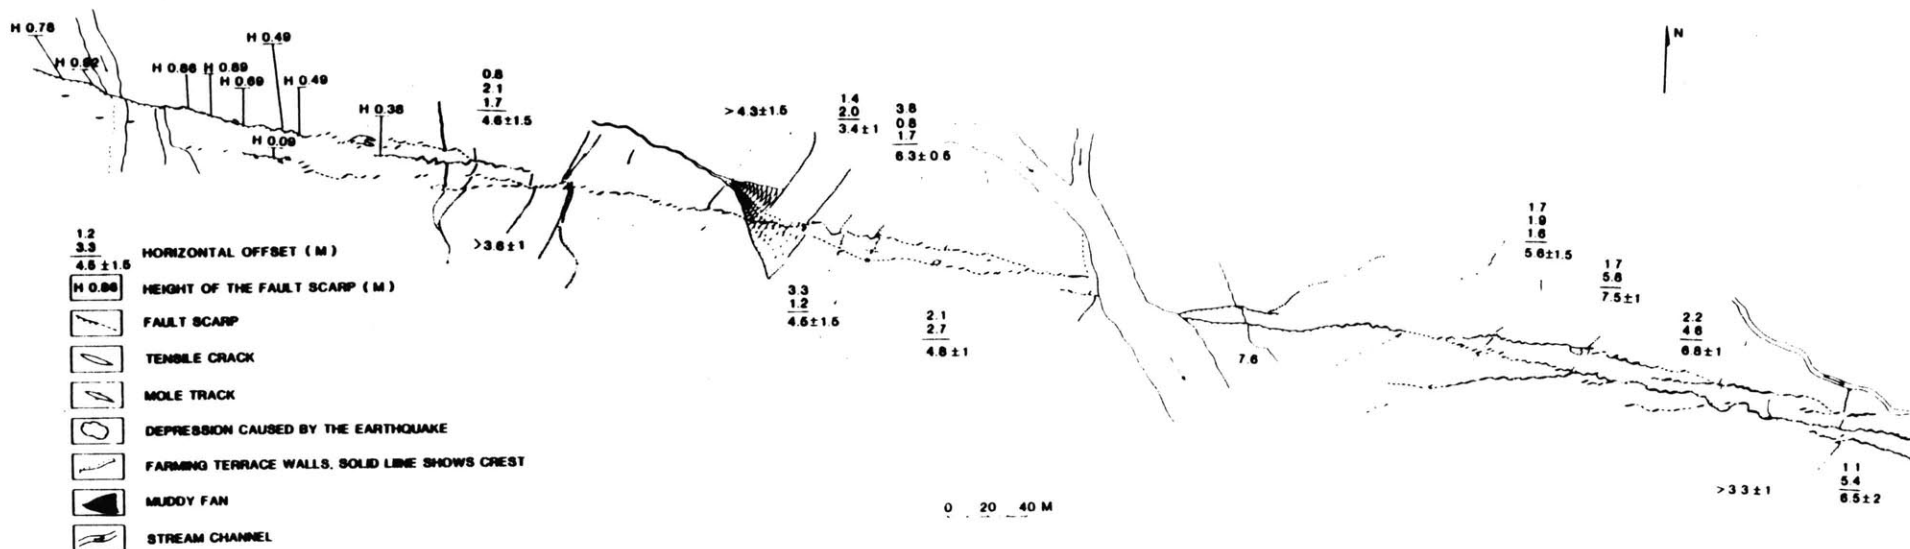 H 0.78
H 0.92
H 0.86
H 0.89
H 0.69
H 0.49
H 0.49
H 0.09
H 0.38
0.8
2.1
1.7
4.6±1.5
>3.6±1
>4.3±1.5
1.4
2.0
3.4±1
3.8
0.8
1.7
6.3±0.5
N
3.3
1.2
4.5±1.5
2.1
2.7
4.8±1
7.6
1.7
1.9
1.6
5.6±1.5
1.7
5.8
7.5±1
2.2
4.6
6.8±1
>3.3±1
1.1
5.4
6.5±2
1.2
3.3
4.5±1.5 HORIZONTAL OFFSET (M)
H 0.86 HEIGHT OF THE FAULT SCARP (M)
FAULT SCARP
TENSILE CRACK
MOLE TRACK
DEPRESSION CAUSED BY THE EARTHQUAKE
FARMING TERRACE WALLS. SOLID LIINE SHOWS CREST
MUDDY FAN
STREAM CHANNEL
0 20 40 M